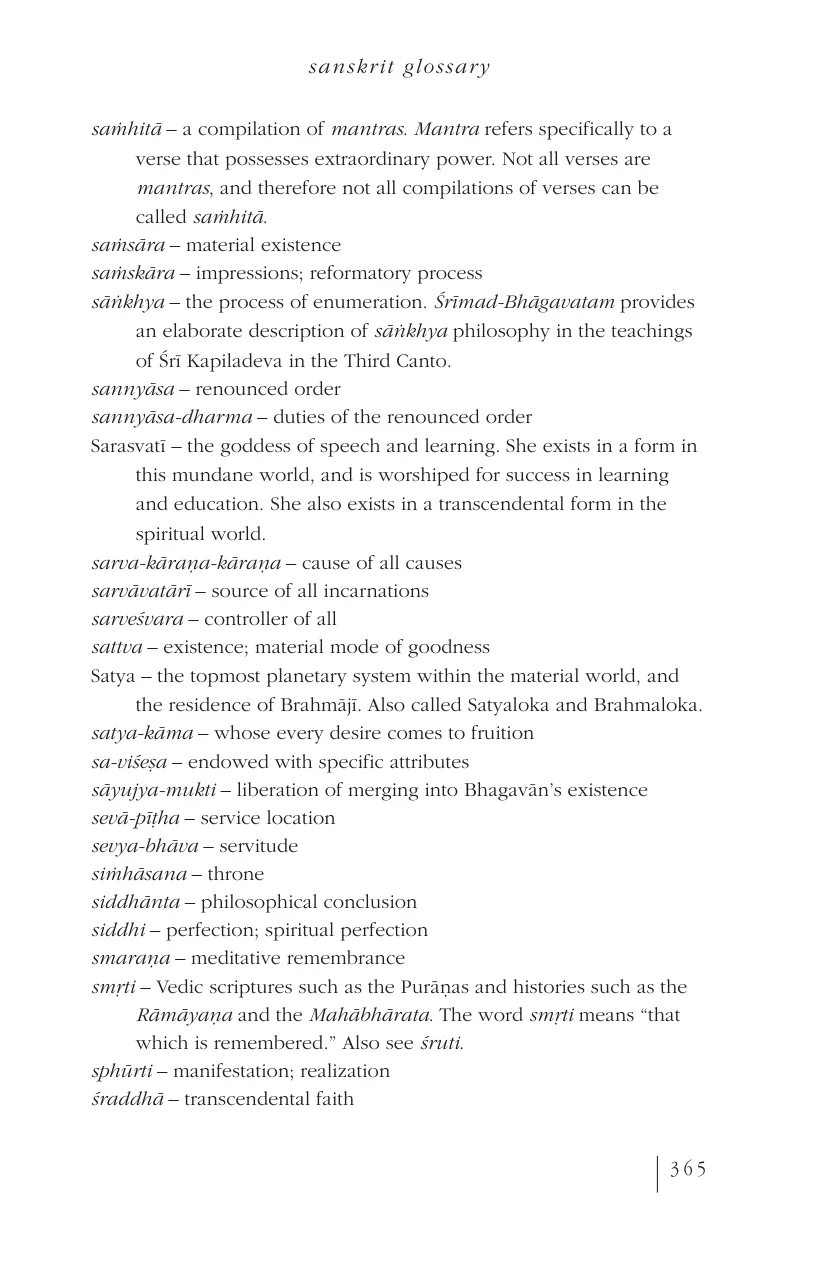 sanskrit glossary
saṁhitā – a compilation of mantras. Mantra refers specifically to a
verse that possesses extraordinary power. Not all verses are
mantras, and therefore not all compilations of verses can be
called saṁhitā.
saṁsāra – material existence
saṁskāra – impressions; reformatory process
sāṅkhya – the process of enumeration. Śrīmad-Bhāgavatam provides
an elaborate description of sāṅkhya philosophy in the teachings
of Śrī Kapiladeva in the Third Canto.
sannyāsa – renounced order
sannyāsa-dharma – duties of the renounced order
Sarasvatī – the goddess of speech and learning. She exists in a form in
this mundane world, and is worshiped for success in learning
and education. She also exists in a transcendental form in the
spiritual world.
sarva-kāraṇa-kāraṇa – cause of all causes
sarvāvatārī – source of all incarnations
sarveśvara – controller of all
sattva – existence; material mode of goodness
Satya – the topmost planetary system within the material world, and
the residence of Brahmājī. Also called Satyaloka and Brahmaloka.
satya-kāma – whose every desire comes to fruition
sa-viśeṣa – endowed with specific attributes
sāyujya-mukti – liberation of merging into Bhagavān’s existence
sevā-pīṭha – service location
sevya-bhāva – servitude
siṁhāsana – throne
siddhānta – philosophical conclusion
siddhi – perfection; spiritual perfection
smaraṇa – meditative remembrance
smṛti – Vedic scriptures such as the Purāṇas and histories such as the
Rāmāyaṇa and the Mahābhārata. The word smṛti means “that
which is remembered.” Also see śruti.
sphūrti – manifestation; realization
śraddhā – transcendental faith
365